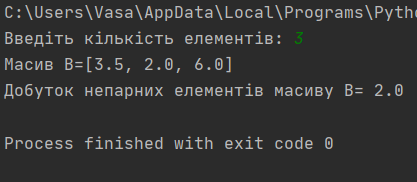 C:\Users\Vasa\AppData\Local\Programs\Pytho
Введіть кількість елементів: 3
Масив B=[3.5, 2.0, 6.0]
Добуток непарних елементів масиву B= 2.0
Process finished with exit code 0